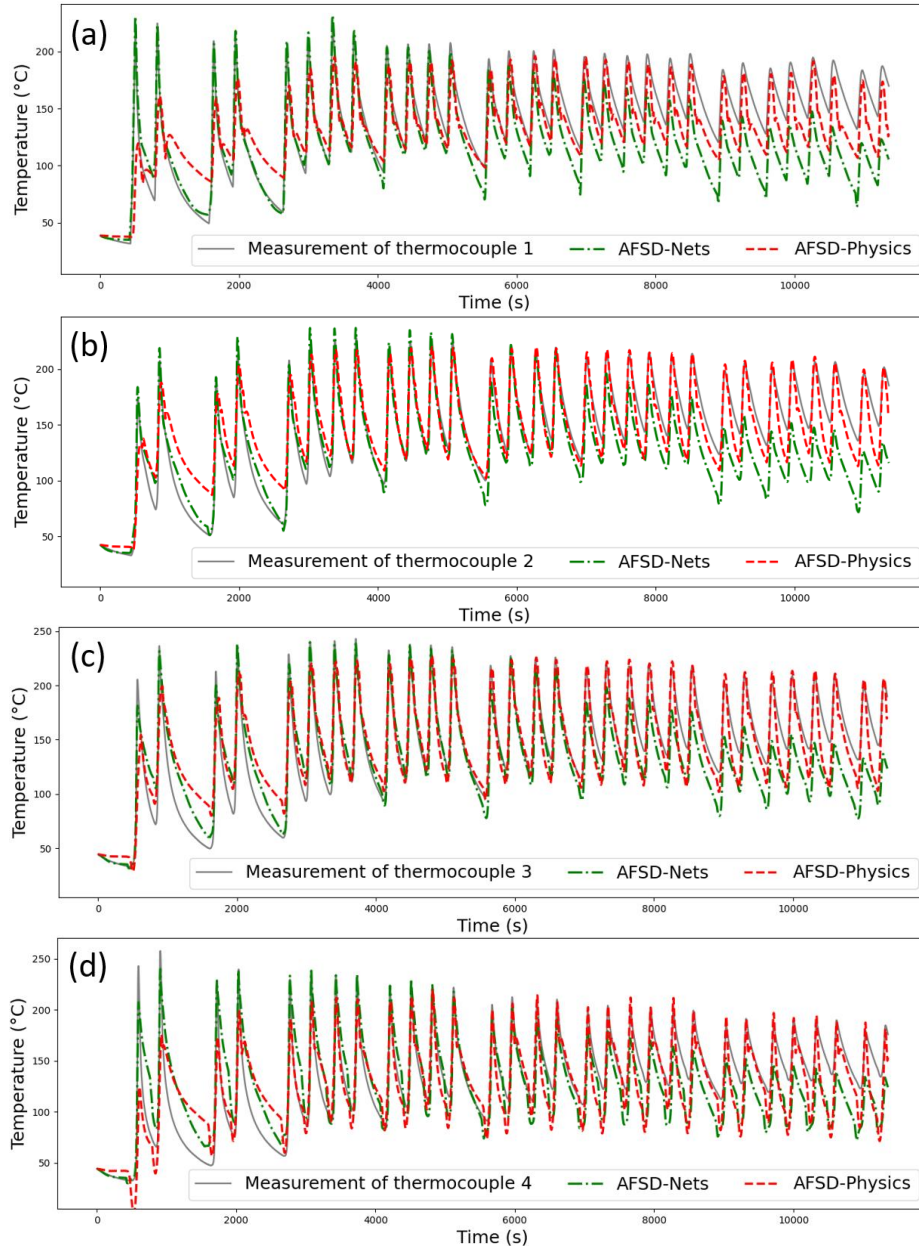 (a)
Temperature (°C)
200
150
100
50
Measurement of thermocouple 1 AFSD-Nets AFSD-Physics
0 2000 4000 6000 8000 10000
Time (s)
(b)
Temperature (°C)
200
150
100
50
Measurement of thermocouple 2 AFSD-Nets AFSD-Physics
0 2000 4000 6000 8000 10000
Time (s)
(c)
Temperature (°C)
250
200
150
100
50
Measurement of thermocouple 3 AFSD-Nets AFSD-Physics
0 2000 4000 6000 8000 10000
Time (s)
(d)
Temperature (°C)
250
200
150
100
50
Measurement of thermocouple 4 AFSD-Nets AFSD-Physics
0 2000 4000 6000 8000 10000
Time (s)